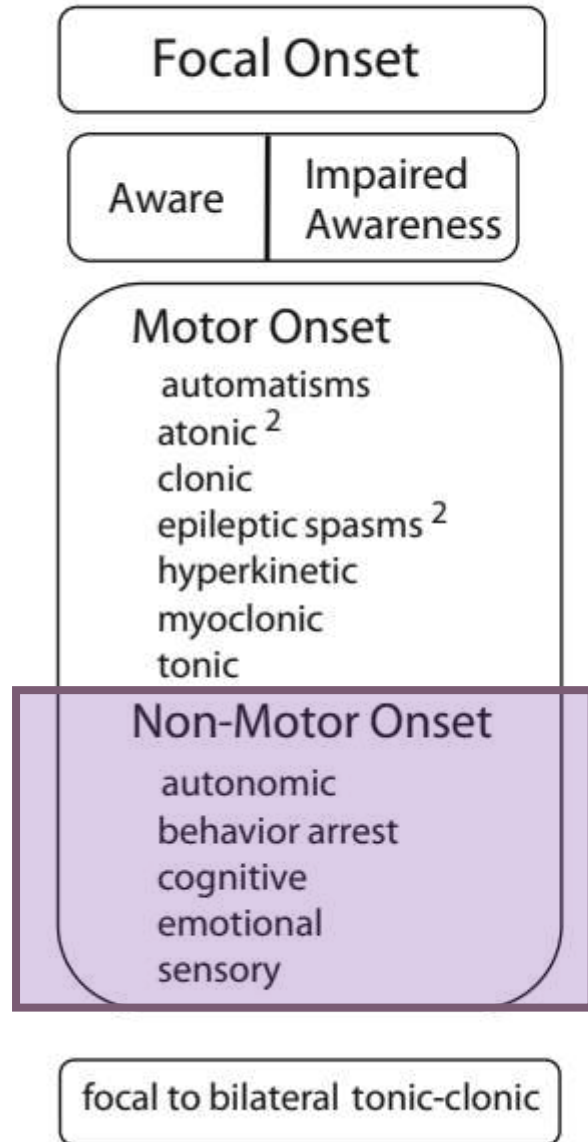 Focal Onset
Aware
Impaired
Awareness
Motor Onset
automatisms
atonic ²
clonic
epileptic spasms ²
hyperkinetic
myoclonic
tonic
Non-Motor Onset
autonomic
behavior arrest
cognitive
emotional
sensory
focal to bilateral tonic-clonic